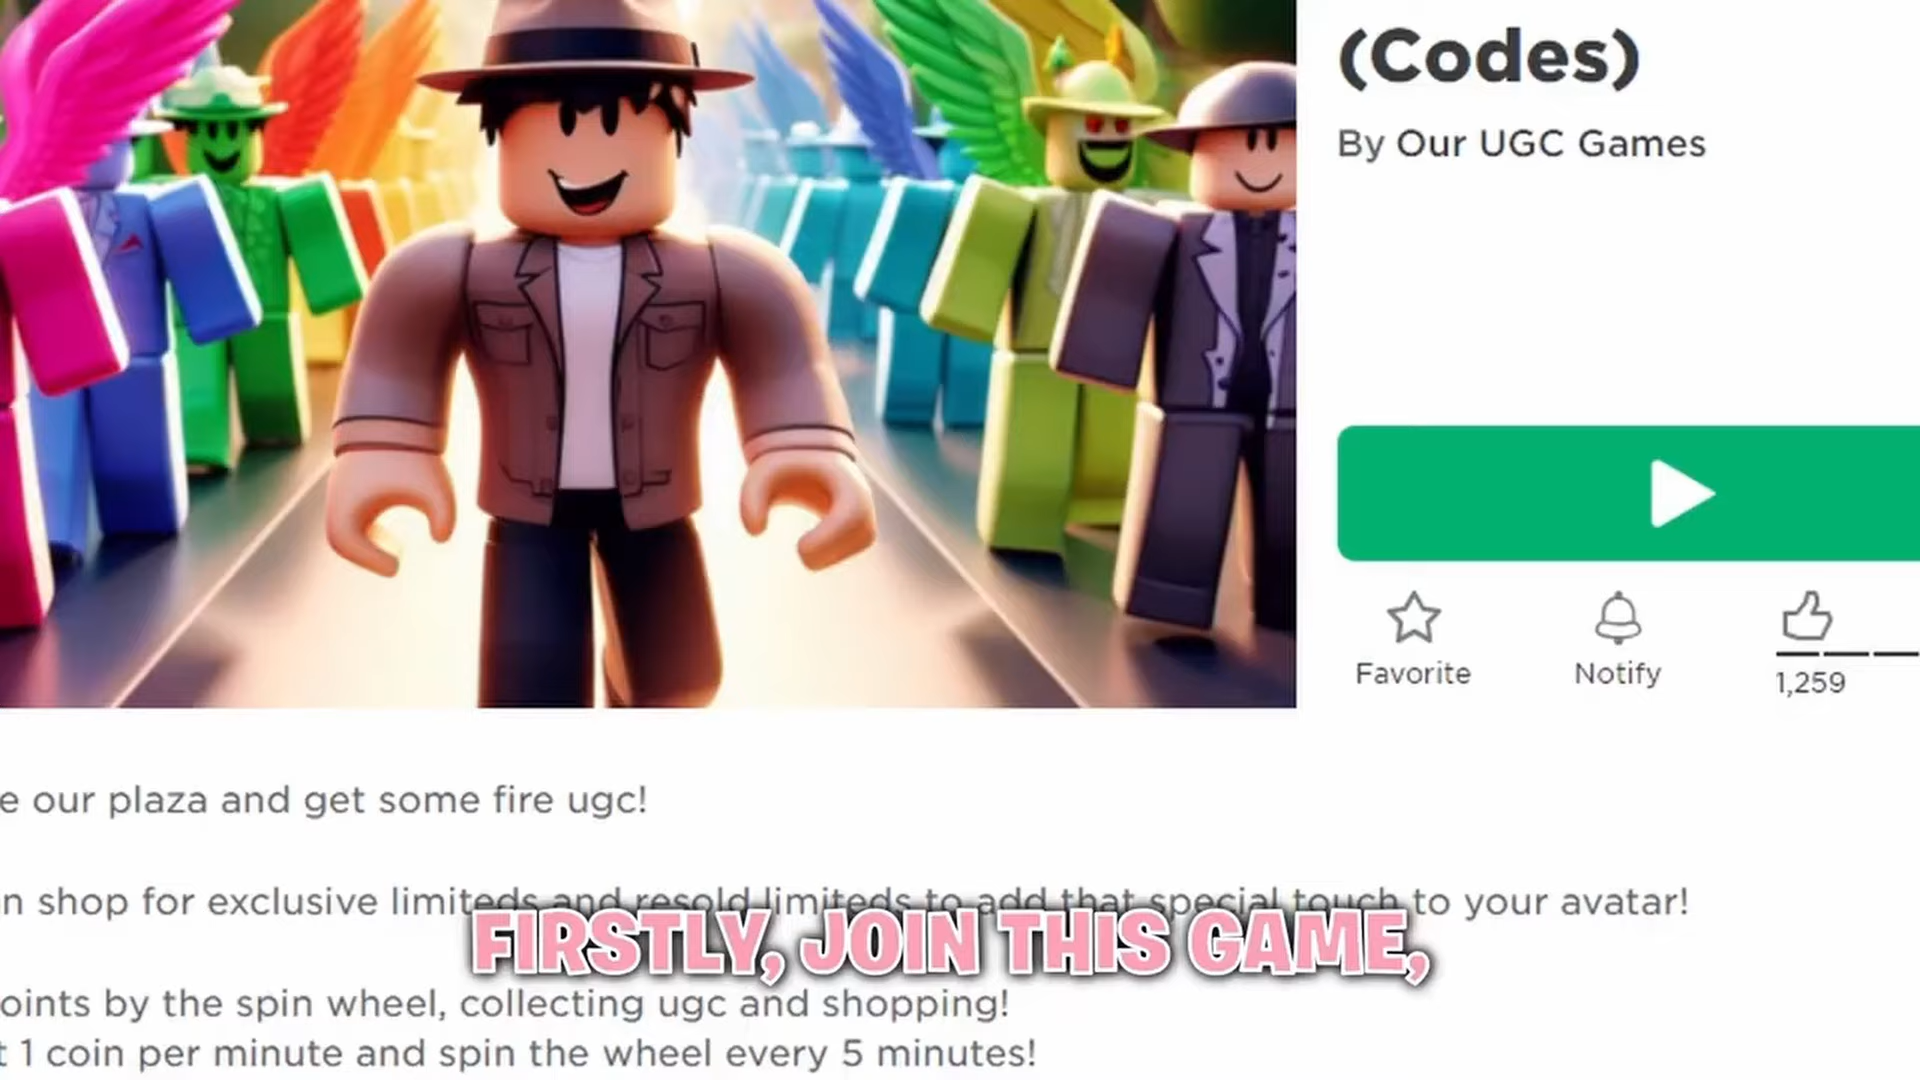 (Codes)
By Our UGC Games
Favorite
Notify
1,259
e our plaza and get some fire ugc!
n shop for exclusive limiteds and resold limiteds to add that special touch to your avatar!
FIRSTLY, JOIN THIS GAME,
oints by the spin wheel, collecting ugc and shopping!
t 1 coin per minute and spin the wheel every 5 minutes!